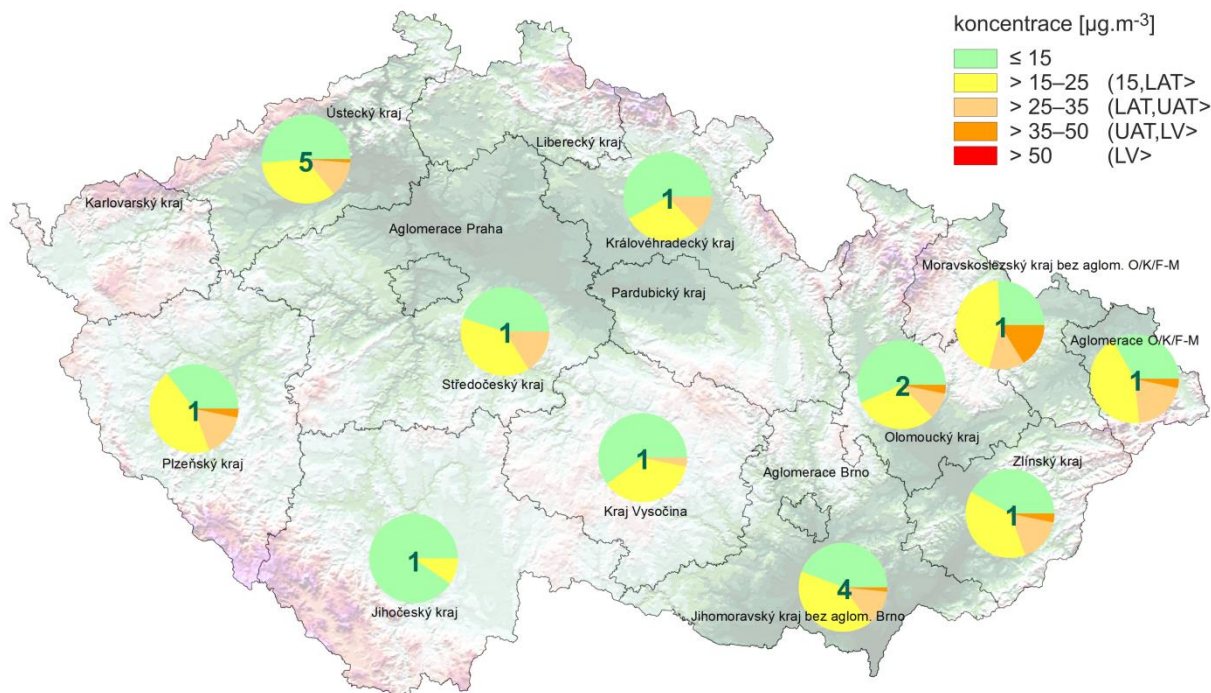 koncentrace [µg.m⁻³]
≤ 15
> 15–25 (15,LAT>
> 25–35 (LAT,UAT>
> 35–50 (UAT,LV>
> 50 (LV>
Ústecký kraj
5
Liberecký kraj
1
Karlovarský kraj
Aglomerace Praha
Královéhradecký kraj
Moravskoslezský kraj bez aglom. O/K/F-M
Pardubický kraj
1
1
Aglomerace O/K/F-M
1
Středočeský kraj
2
1
Olomoucký kraj
Plzeňský kraj
1
Zlínský kraj
Aglomerace Brno
Kraj Vysočina
1
1
4
Jihočeský kraj
Jihomoravský kraj bez aglom. Brno